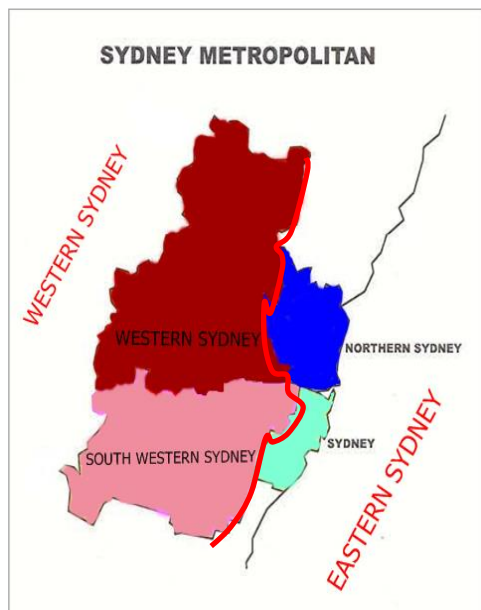 SYDNEY METROPOLITAN
WESTERN SYDNEY
WESTERN SYDNEY
NORTHERN SYDNEY
SOUTH WESTERN SYDNEY
SYDNEY
EASTERN SYDNEY